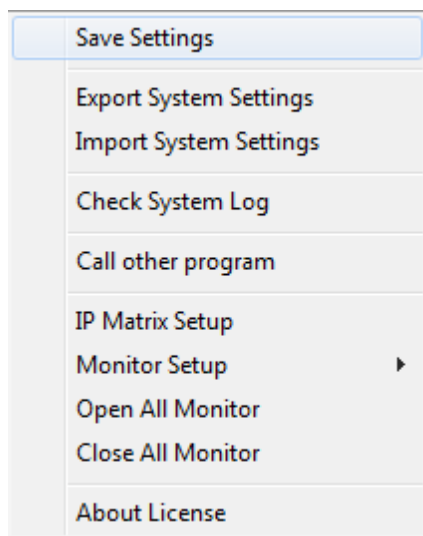 Save Settings
Export System Settings
Import System Settings
Check System Log
Call other program
IP Matrix Setup
Monitor Setup
Open All Monitor
Close All Monitor
About License